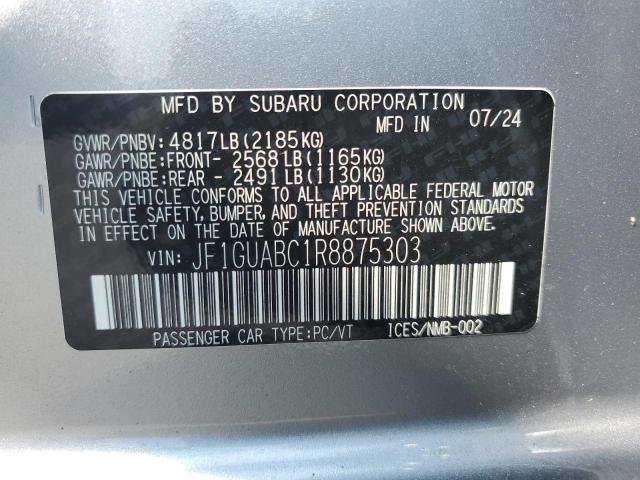 MFD BY SUBARU CORPORATION
MFD IN 07/24
GVWR/PNBV: 4817LB(2185KG)
GAWR/PNBE:FRONT- 2568LB(1165KG)
GAWR/PNBE:REAR - 2491LB(1130KG)
THIS VEHICLE CONFORMS TO ALL APPLICABLE FEDERAL MOTOR
VEHICLE SAFETY, BUMPER, AND THEFT PREVENTION STANDARDS
IN EFFECT ON THE DATE OF MANUFACTURE SHOWN ABOVE.
VIN: JF1GUABC1R8875303
PASSENGER CAR TYPE:PC/VT ICES/NMB-002